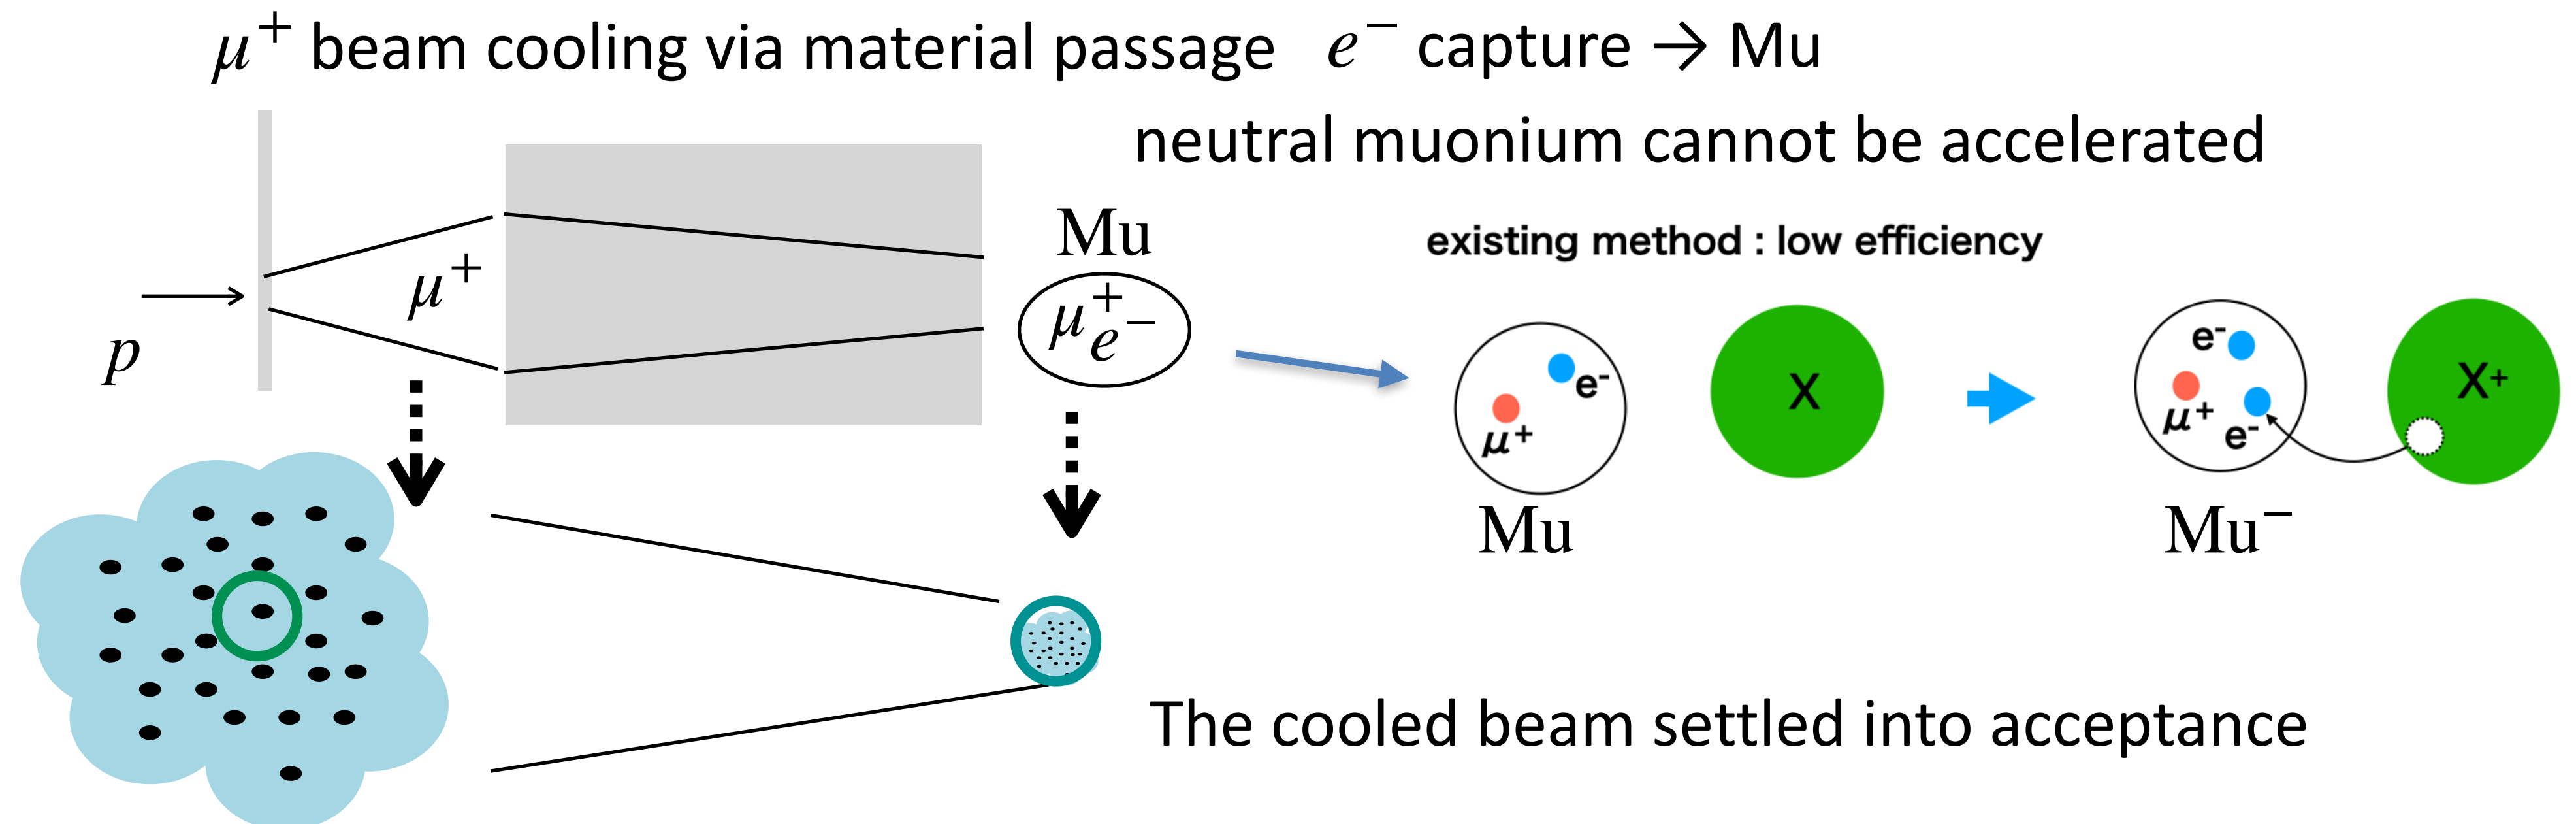 μ⁺ beam cooling via material passage e⁻ capture → Mu
neutral muonium cannot be accelerated
Mu
existing method : low efficiency
μ⁺
μ⁺e⁻
p
e⁻
μ⁺
X
e⁻
μ⁺
e⁻
X⁺
Mu
Mu⁻
The cooled beam settled into acceptance